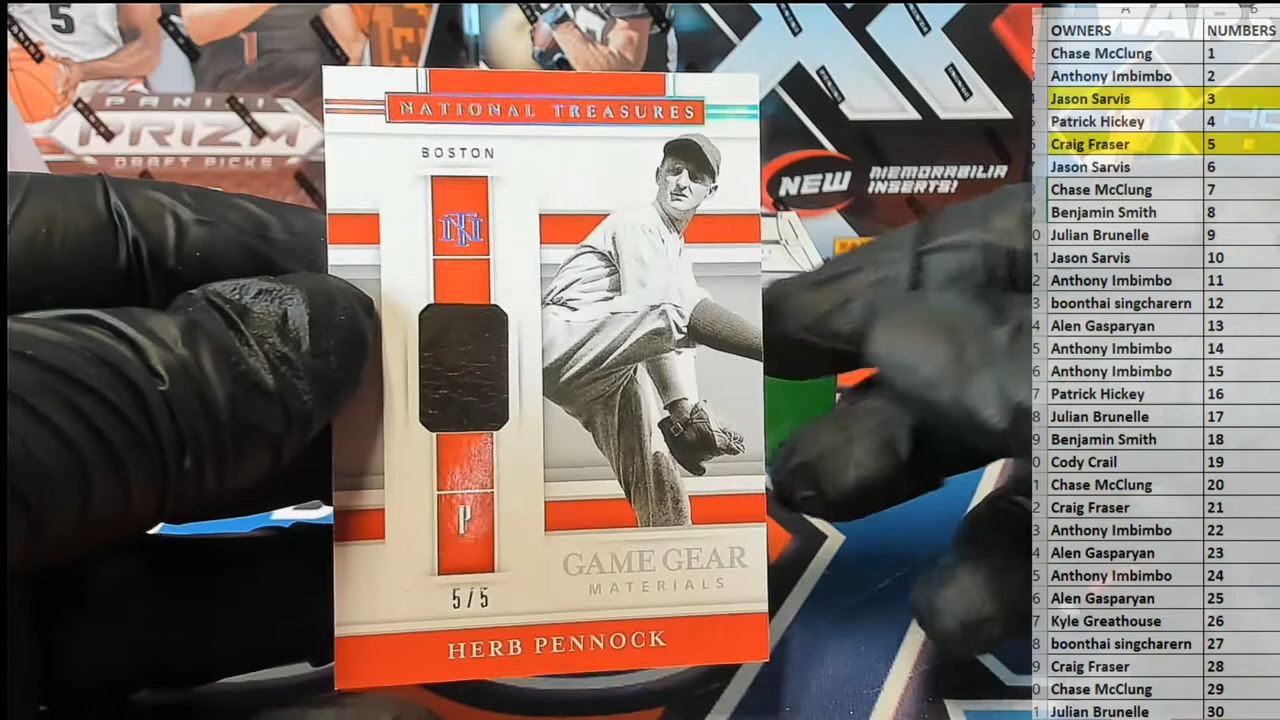 5
PANINI
PRIZM
DRAFT PICKS
NATIONAL TREASURES
BOSTON
NT
P
5/5
GAME GEAR
MATERIALS
HERB PENNOCK
NEW MEMORABILIA
INSERTS!
A B
OWNERS NUMBERS
Chase McClung 1
Anthony Imbimbo 2
Jason Sarvis 3
Patrick Hickey 4
Craig Fraser 5
Jason Sarvis 6
Chase McClung 7
Benjamin Smith 8
Julian Brunelle 9
Jason Sarvis 10
Anthony Imbimbo 11
boonthai singcharern 12
Alen Gasparyan 13
Anthony Imbimbo 14
Anthony Imbimbo 15
Patrick Hickey 16
Julian Brunelle 17
Benjamin Smith 18
Cody Crail 19
Chase McClung 20
Craig Fraser 21
Anthony Imbimbo 22
Alen Gasparyan 23
Anthony Imbimbo 24
Alen Gasparyan 25
Kyle Greathouse 26
boonthai singcharern 27
Craig Fraser 28
Chase McClung 29
Julian Brunelle 30